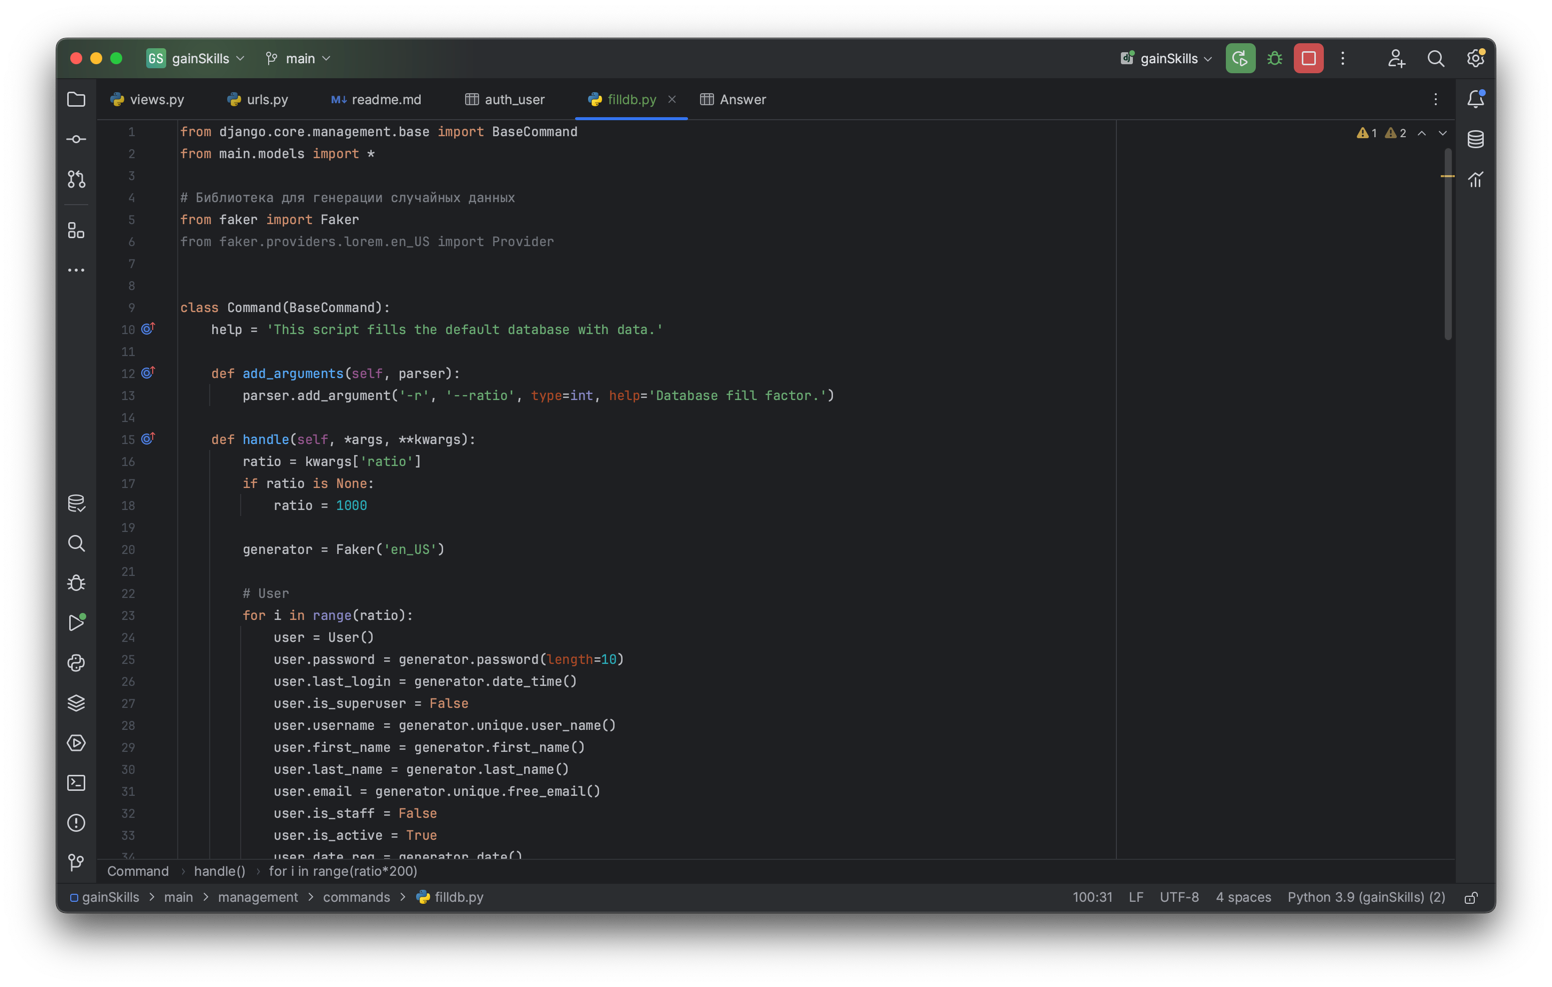 GS gainSkills main gainSkills
views.py urls.py M↓ readme.md auth_user filldb.py Answer
1 from django.core.management.base import BaseCommand
2 from main.models import *
3
4 # Библиотека для генерации случайных данных
5 from faker import Faker
6 from faker.providers.lorem.en_US import Provider
7
8
9 class Command(BaseCommand):
10 help = 'This script fills the default database with data.'
11
12 def add_arguments(self, parser):
13 parser.add_argument('-r', '--ratio', type=int, help='Database fill factor.')
14
15 def handle(self, *args, **kwargs):
16 ratio = kwargs['ratio']
17 if ratio is None:
18 ratio = 1000
19
20 generator = Faker('en_US')
21
22 # User
23 for i in range(ratio):
24 user = User()
25 user.password = generator.password(length=10)
26 user.last_login = generator.date_time()
27 user.is_superuser = False
28 user.username = generator.unique.user_name()
29 user.first_name = generator.first_name()
30 user.last_name = generator.last_name()
31 user.email = generator.unique.free_email()
32 user.is_staff = False
33 user.is_active = True
34 user.date_reg = generator.date()
1 2
Command › handle() › for i in range(ratio*200)
gainSkills > main > management > commands > filldb.py 100:31 LF UTF-8 4 spaces Python 3.9 (gainSkills) (2)